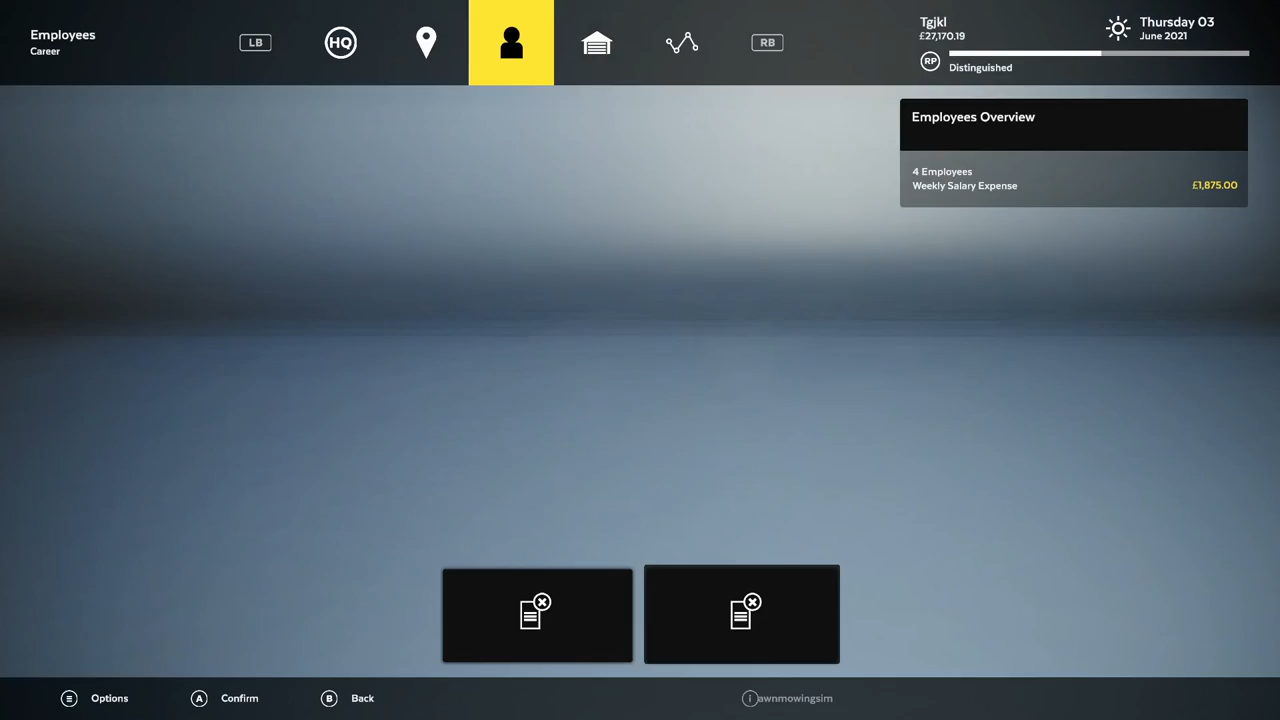 Employees
Career
LB
HQ
RB
Tgjkl
£27,170.19
RP
Distinguished
Thursday 03
June 2021
Employees Overview
4 Employees
Weekly Salary Expense
£1,875.00
Options
A
Confirm
B
Back
i
awnmowingsim